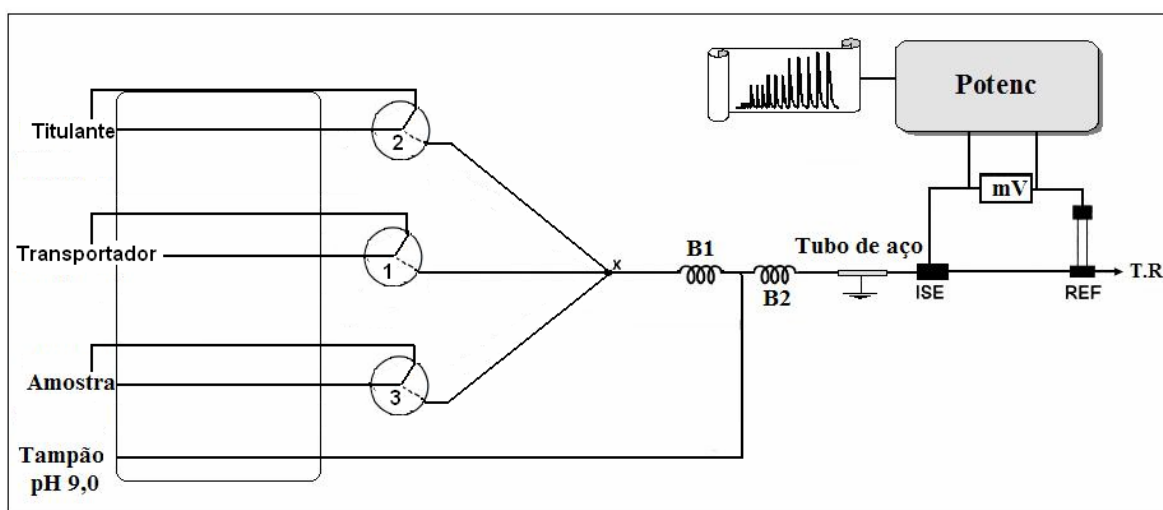 Potenc
mV
Titulante
2
Transportador
1
x
B1
B2
Tubo de aço
ISE
REF
T.R
Amostra
3
Tampão
pH 9,0